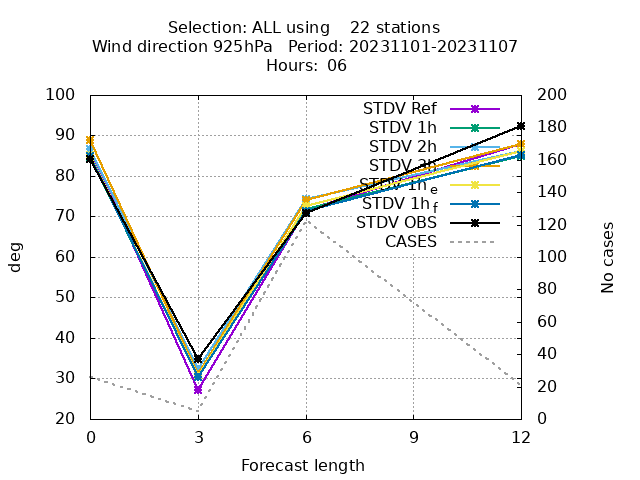 Selection: ALL using    22 stations
Wind direction 925hPa   Period: 20231101-20231107
Hours: 06
100 200
90 180
80 160
70 140
60 120
50 100
40 80
30 60
20 40
20
0
deg
No cases
STDV Ref
STDV 1h
STDV 2h
STDV 3h
STDV 1h e
STDV 1h f
STDV OBS
CASES
0 3 6 9 12
Forecast length